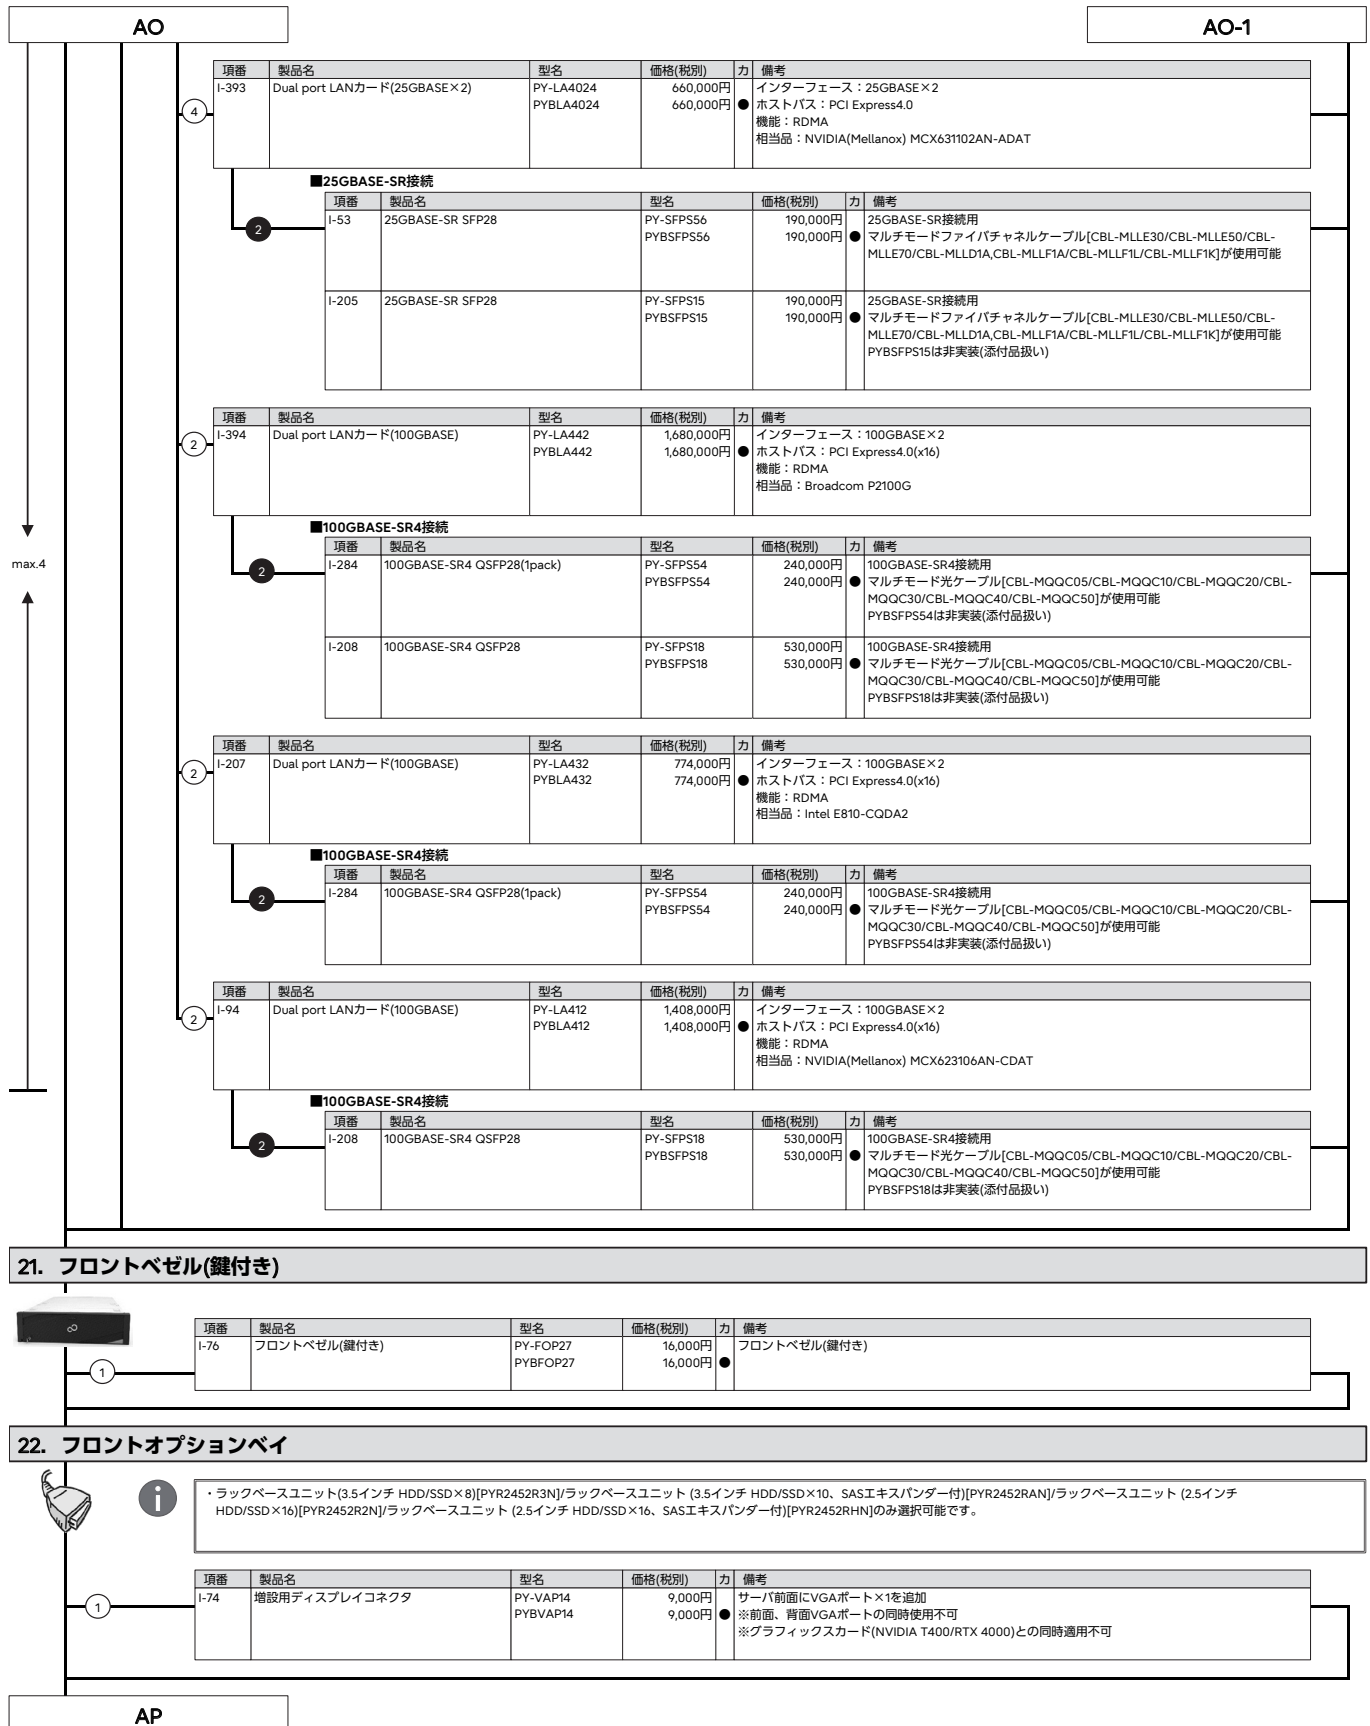 AO
AO-1
項番 製品名 型名 価格(税別) カ 備考
I-393 Dual port LANカード(25GBASE×2) PY-LA4024 660,000円 インターフェース：25GBASE×2
④ PYBLA4024 660,000円 ● ホストバス：PCI Express4.0
機能：RDMA
相当品：NVIDIA(Mellanox) MCX631102AN-ADAT
■25GBASE-SR接続
項番 製品名 型名 価格(税別) カ 備考
I-53 25GBASE-SR SFP28 PY-SFPS56 190,000円 25GBASE-SR接続用
2 PYBSFPS56 190,000円 ● マルチモードファイバチャネルケーブル[CBL-MLLE30/CBL-MLLE50/CBL-
MLLE70/CBL-MLLD1A,CBL-MLLF1A/CBL-MLLF1L/CBL-MLLF1K]が使用可能
I-205 25GBASE-SR SFP28 PY-SFPS15 190,000円 25GBASE-SR接続用
PYBSFPS15 190,000円 ● マルチモードファイバチャネルケーブル[CBL-MLLE30/CBL-MLLE50/CBL-
MLLE70/CBL-MLLD1A,CBL-MLLF1A/CBL-MLLF1L/CBL-MLLF1K]が使用可能
PYBSFPS15は非実装(添付品扱い)
項番 製品名 型名 価格(税別) カ 備考
I-394 Dual port LANカード(100GBASE) PY-LA442 1,680,000円 インターフェース：100GBASE×2
2 PYBLA442 1,680,000円 ● ホストバス：PCI Express4.0(x16)
機能：RDMA
相当品：Broadcom P2100G
■100GBASE-SR4接続
項番 製品名 型名 価格(税別) カ 備考
max.4
I-284 100GBASE-SR4 QSFP28(1pack) PY-SFPS54 240,000円 100GBASE-SR4接続用
2 PYBSFPS54 240,000円 ● マルチモード光ケーブル[CBL-MQQC05/CBL-MQQC10/CBL-MQQC20/CBL-
MQQC30/CBL-MQQC40/CBL-MQQC50]が使用可能
PYBSFPS54は非実装(添付品扱い)
I-208 100GBASE-SR4 QSFP28 PY-SFPS18 530,000円 100GBASE-SR4接続用
PYBSFPS18 530,000円 ● マルチモード光ケーブル[CBL-MQQC05/CBL-MQQC10/CBL-MQQC20/CBL-
MQQC30/CBL-MQQC40/CBL-MQQC50]が使用可能
PYBSFPS18は非実装(添付品扱い)
項番 製品名 型名 価格(税別) カ 備考
I-207 Dual port LANカード(100GBASE) PY-LA432 774,000円 インターフェース：100GBASE×2
2 PYBLA432 774,000円 ● ホストバス：PCI Express4.0(x16)
機能：RDMA
相当品：Intel E810-CQDA2
■100GBASE-SR4接続
項番 製品名 型名 価格(税別) カ 備考
I-284 100GBASE-SR4 QSFP28(1pack) PY-SFPS54 240,000円 100GBASE-SR4接続用
2 PYBSFPS54 240,000円 ● マルチモード光ケーブル[CBL-MQQC05/CBL-MQQC10/CBL-MQQC20/CBL-
MQQC30/CBL-MQQC40/CBL-MQQC50]が使用可能
PYBSFPS54は非実装(添付品扱い)
項番 製品名 型名 価格(税別) カ 備考
I-94 Dual port LANカード(100GBASE) PY-LA412 1,408,000円 インターフェース：100GBASE×2
2 PYBLA412 1,408,000円 ● ホストバス：PCI Express4.0(x16)
機能：RDMA
相当品：NVIDIA(Mellanox) MCX623106AN-CDAT
■100GBASE-SR4接続
項番 製品名 型名 価格(税別) カ 備考
I-208 100GBASE-SR4 QSFP28 PY-SFPS18 530,000円 100GBASE-SR4接続用
2 PYBSFPS18 530,000円 ● マルチモード光ケーブル[CBL-MQQC05/CBL-MQQC10/CBL-MQQC20/CBL-
MQQC30/CBL-MQQC40/CBL-MQQC50]が使用可能
PYBSFPS18は非実装(添付品扱い)
21. フロントベゼル(鍵付き)
項番 製品名 型名 価格(税別) カ 備考
I-76 フロントベゼル(鍵付き) PY-FOP27 16,000円 フロントベゼル(鍵付き)
1 PYBFOP27 16,000円 ●
22. フロントオプションベイ
・ラックベースユニット(3.5インチ HDD/SSD×8)[PYR2452R3N]/ラックベースユニット (3.5インチ HDD/SSD×10、SASエキスパンダー付)[PYR2452RAN]/ラックベースユニット (2.5インチ
HDD/SSD×16)[PYR2452R2N]/ラックベースユニット (2.5インチ HDD/SSD×16、SASエキスパンダー付)[PYR2452RHN]のみ選択可能です。
項番 製品名 型名 価格(税別) カ 備考
I-74 増設用ディスプレイコネクタ PY-VAP14 9,000円 サーバ前面にVGAポート×1を追加
1 PYBVAP14 9,000円 ● ※前面、背面VGAポートの同時使用不可
※グラフィックスカード(NVIDIA T400/RTX 4000)との同時適用不可
AP